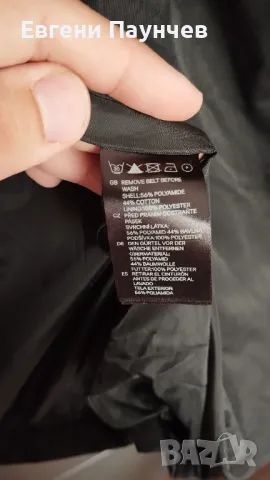 Евгени Паунчев
GB REMOVE BELT BEFORE
WASH
SHELL:56% POLYAMIDE
44% COTTON
LINING:100% POLYESTER
CZ PŘED PRANÍM ODSTRAŇTE
PÁSEK
SVRCHNÍ LÁTKA:
56% POLYAMID 44% BAVLNA
PODŠÍVKA:100% POLYESTER
DE DEN GÜRTEL VOR DER
WÄSCHE ENTFERNEN
OBERMATERIAL:
56% POLYAMID
44% BAUMWOLLE
FUTTER:100% POLYESTER
ES RETIRAR EL CINTURÓN
ANTES DE PROCEDER AL
LAVADO
TELA EXTERIOR:
56% POLIAMIDA
BAZAR.BG